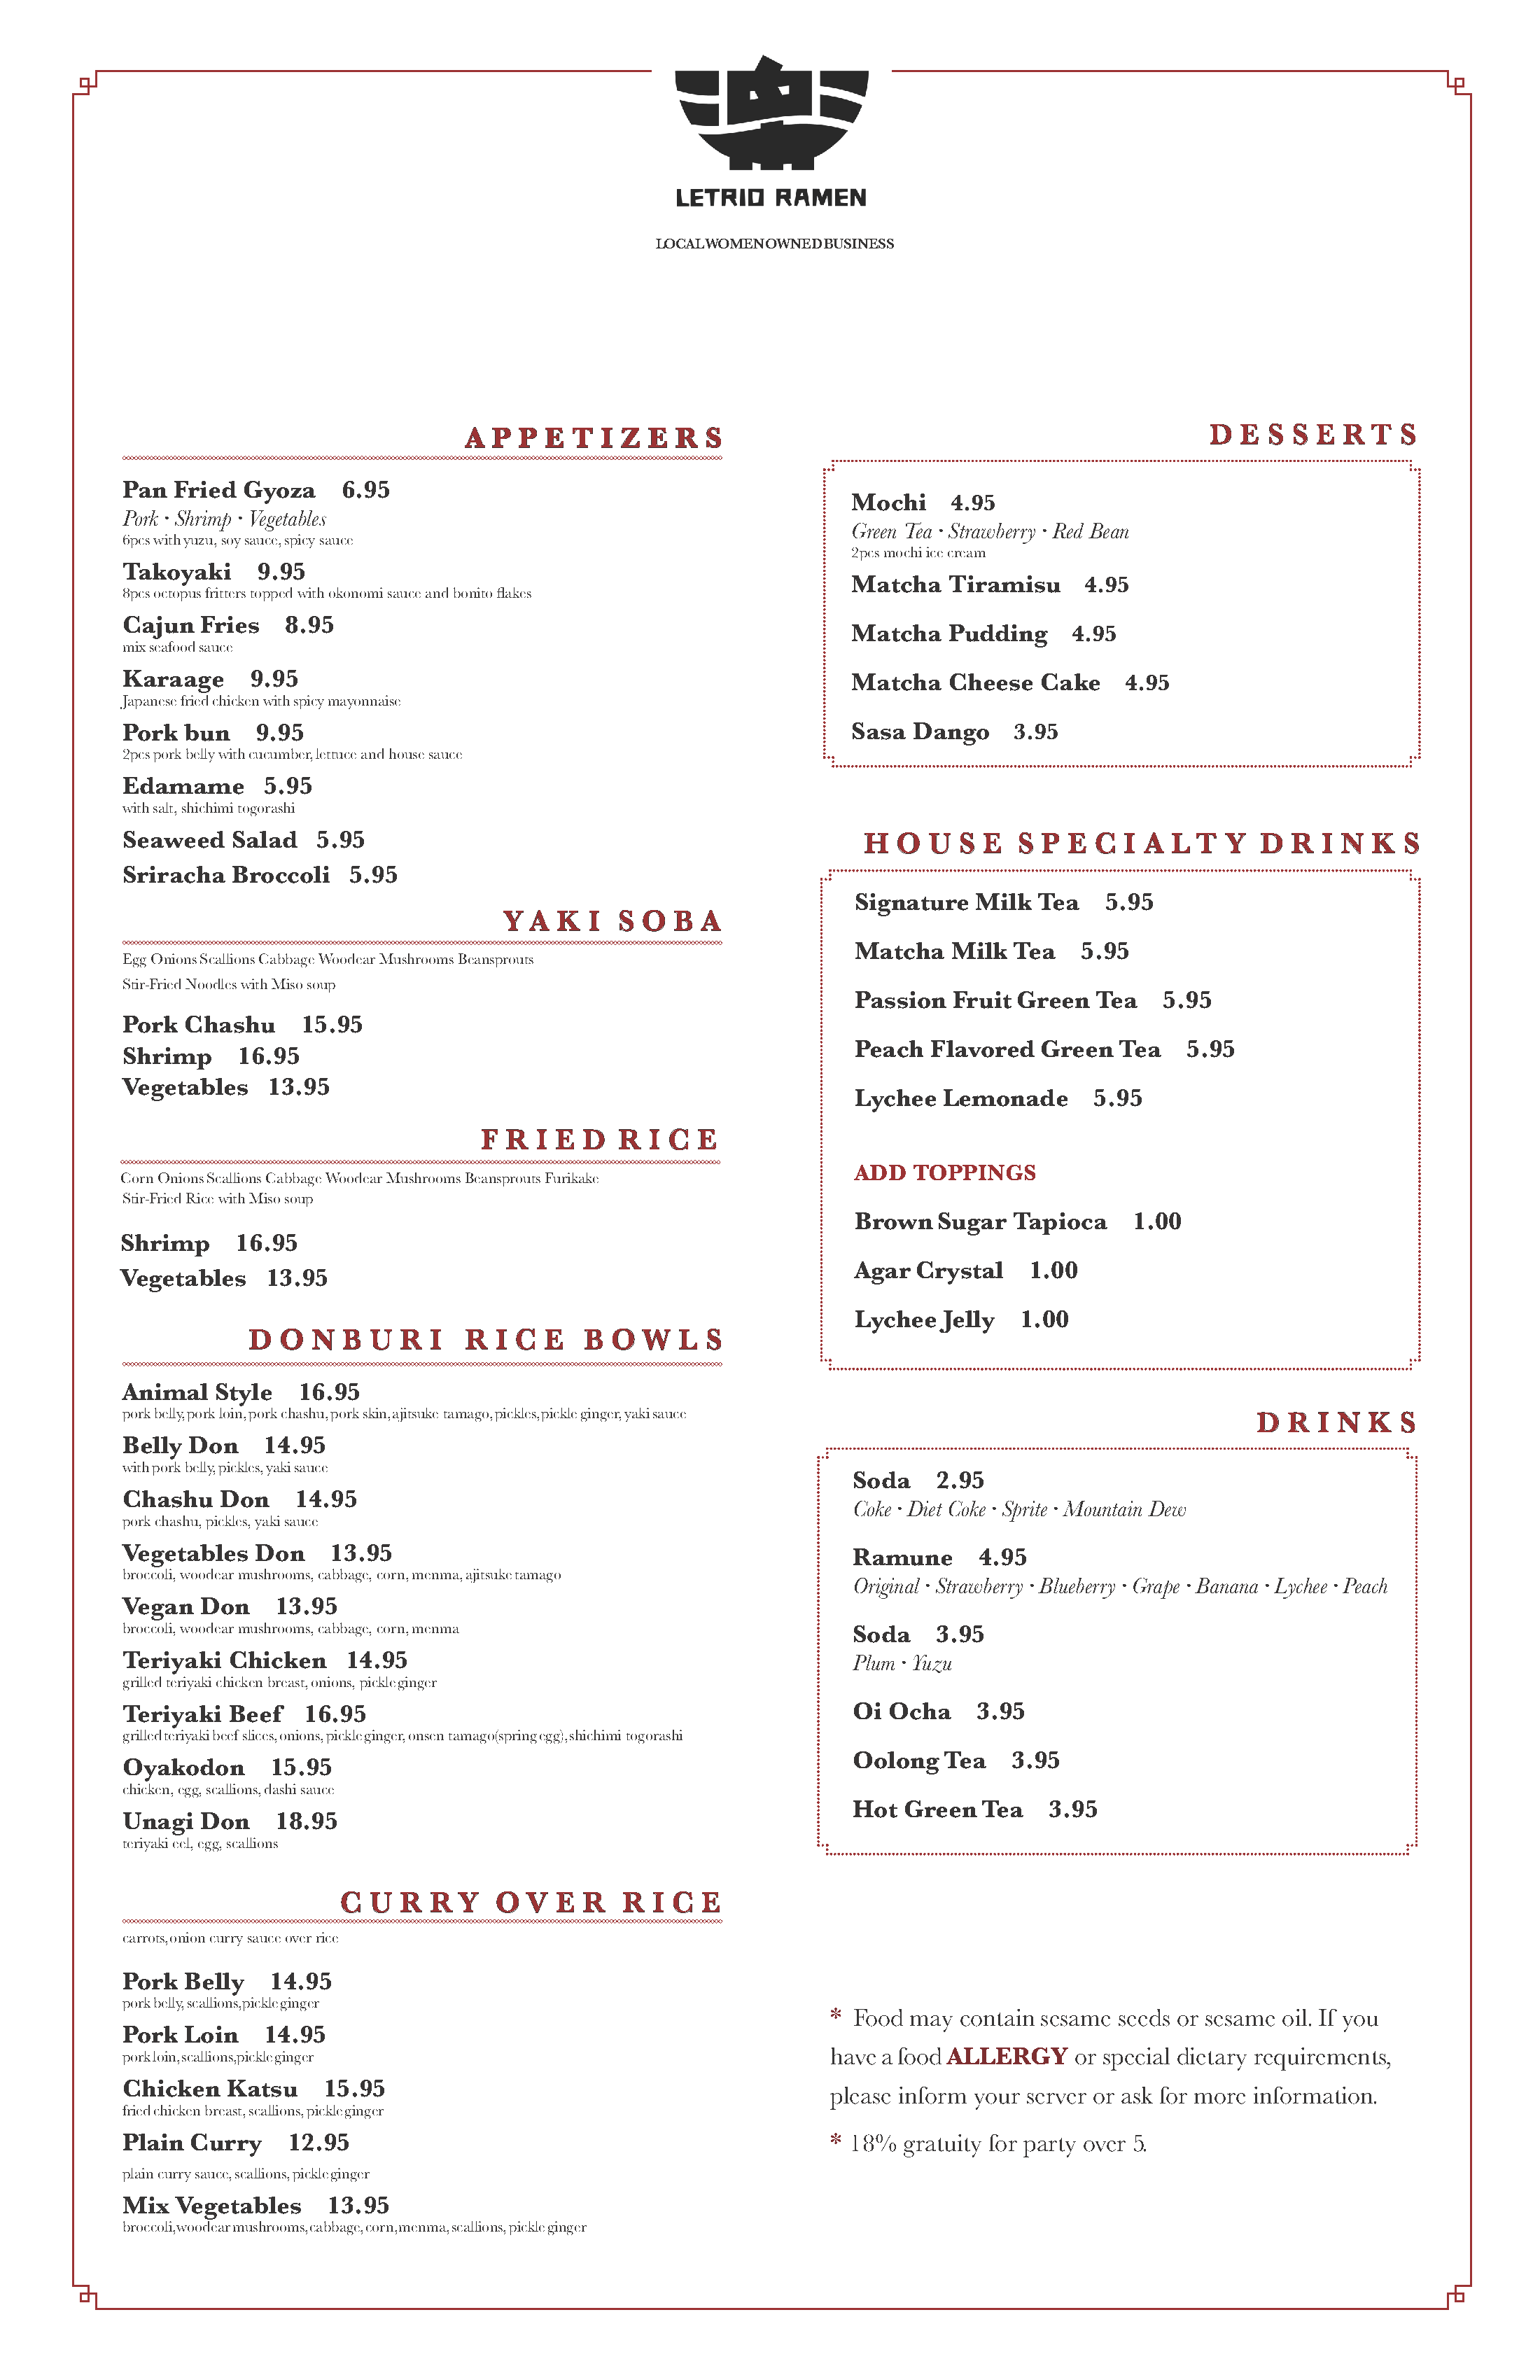 LETRIO RAMEN
LOCAL WOMEN OWNED BUSINESS
APPETIZERS
Pan Fried Gyoza 6.95
Pork · Shrimp · Vegetables
6pcs with yuzu, soy sauce, spicy sauce
Takoyaki 9.95
8pcs octopus fritters topped with okonomi sauce and bonito flakes
Cajun Fries 8.95
mix seafood sauce
Karaage 9.95
Japanese fried chicken with spicy mayonnaise
Pork bun 9.95
2pcs pork belly with cucumber, lettuce and house sauce
Edamame 5.95
with salt, shichimi togorashi
Seaweed Salad 5.95
Sriracha Broccoli 5.95
YAKI SOBA
Egg Onions Scallions Cabbage Woodear Mushrooms Beansprouts
Stir-Fried Noodles with Miso soup
Pork Chashu 15.95
Shrimp 16.95
Vegetables 13.95
FRIED RICE
Corn Onions Scallions Cabbage Woodear Mushrooms Beansprouts Furikake
Stir-Fried Rice with Miso soup
Shrimp 16.95
Vegetables 13.95
DONBURI RICE BOWLS
Animal Style 16.95
pork belly, pork loin, pork chashu, pork skin, ajitsuke tamago, pickles, pickle ginger, yaki sauce
Belly Don 14.95
with pork belly, pickles, yaki sauce
Chashu Don 14.95
pork chashu, pickles, yaki sauce
Vegetables Don 13.95
broccoli, woodear mushrooms, cabbage, corn, menma, ajitsuke tamago
Vegan Don 13.95
broccoli, woodear mushrooms, cabbage, corn, menma
Teriyaki Chicken 14.95
grilled teriyaki chicken breast, onions, pickle ginger
Teriyaki Beef 16.95
grilled teriyaki beef slices, onions, pickle ginger, onsen tamago(spring egg), shichimi togorashi
Oyakodon 15.95
chicken, egg, scallions, dashi sauce
Unagi Don 18.95
teriyaki eel, egg, scallions
CURRY OVER RICE
carrots, onion curry sauce over rice
Pork Belly 14.95
pork belly, scallions, pickle ginger
Pork Loin 14.95
pork loin, scallions, pickle ginger
Chicken Katsu 15.95
fried chicken breast, scallions, pickle ginger
Plain Curry 12.95
plain curry sauce, scallions, pickle ginger
Mix Vegetables 13.95
broccoli, woodear mushrooms, cabbage, corn, menma, scallions, pickle ginger
DESSERTS
Mochi 4.95
Green Tea · Strawberry · Red Bean
2pcs mochi ice cream
Matcha Tiramisu 4.95
Matcha Pudding 4.95
Matcha Cheese Cake 4.95
Sasa Dango 3.95
HOUSE SPECIALTY DRINKS
Signature Milk Tea 5.95
Matcha Milk Tea 5.95
Passion Fruit Green Tea 5.95
Peach Flavored Green Tea 5.95
Lychee Lemonade 5.95
ADD TOPPINGS
Brown Sugar Tapioca 1.00
Agar Crystal 1.00
Lychee Jelly 1.00
DRINKS
Soda 2.95
Coke · Diet Coke · Sprite · Mountain Dew
Ramune 4.95
Original · Strawberry · Blueberry · Grape · Banana · Lychee · Peach
Soda 3.95
Plum · Yuzu
Oi Ocha 3.95
Oolong Tea 3.95
Hot Green Tea 3.95
* Food may contain sesame seeds or sesame oil. If you
have a food ALLERGY or special dietary requirements,
please inform your server or ask for more information.
* 18% gratuity for party over 5.